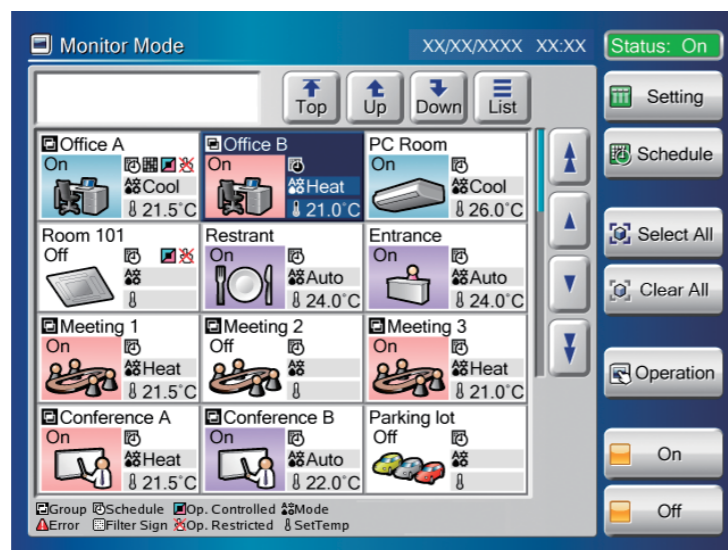 Monitor Mode
XX/XX/XXXX XX:XX
Status: On
Top
Up
Down
List
Setting
Schedule
Select All
Clear All
Operation
On
Off
Office A
On
Cool
21.5°C
Office B
On
Heat
21.0°C
PC Room
On
Cool
26.0°C
Room 101
Off
Restrant
On
Auto
24.0°C
Entrance
On
Auto
24.0°C
Meeting 1
On
Heat
21.5°C
Meeting 2
Off
Meeting 3
On
Heat
21.0°C
Conference A
On
Heat
21.5°C
Conference B
On
Auto
22.0°C
Parking lot
Off
Group Schedule Op. Controlled Mode
Error Filter Sign Op. Restricted SetTemp